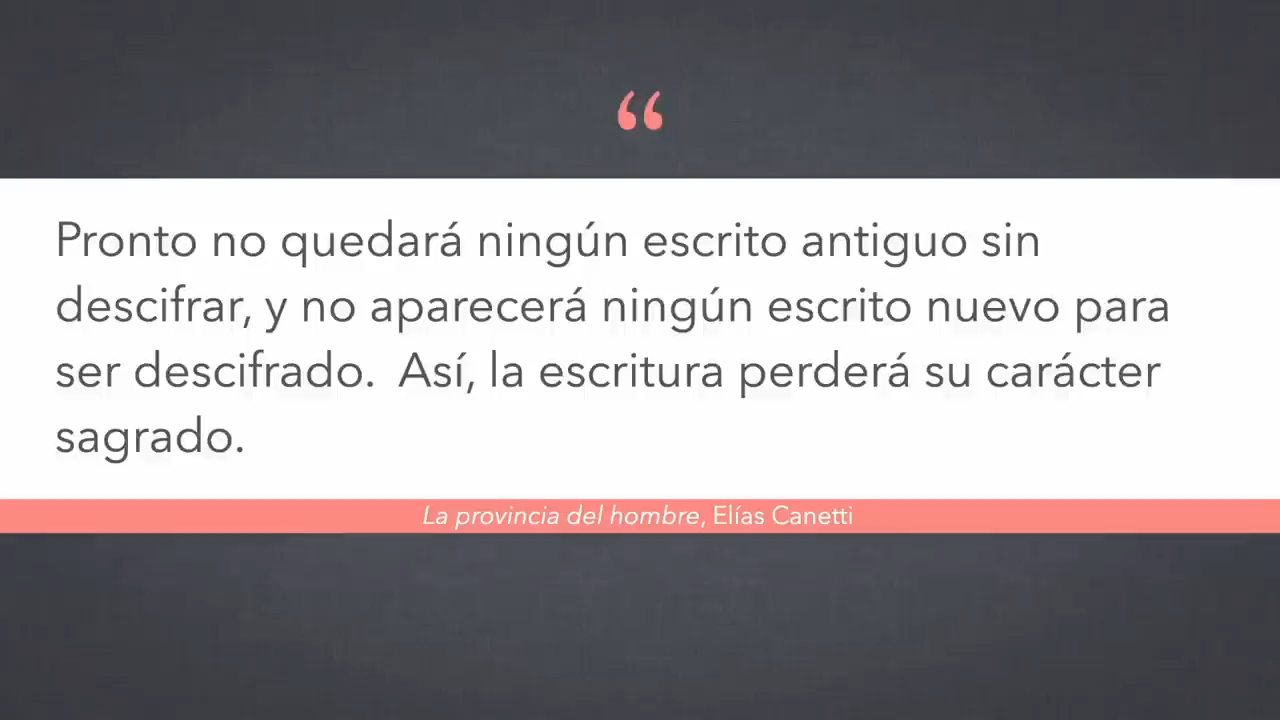 “
Pronto no quedará ningún escrito antiguo sin
descifrar, y no aparecerá ningún escrito nuevo para
ser descifrado.  Así, la escritura perderá su carácter
sagrado.
La provincia del hombre, Elías Canetti